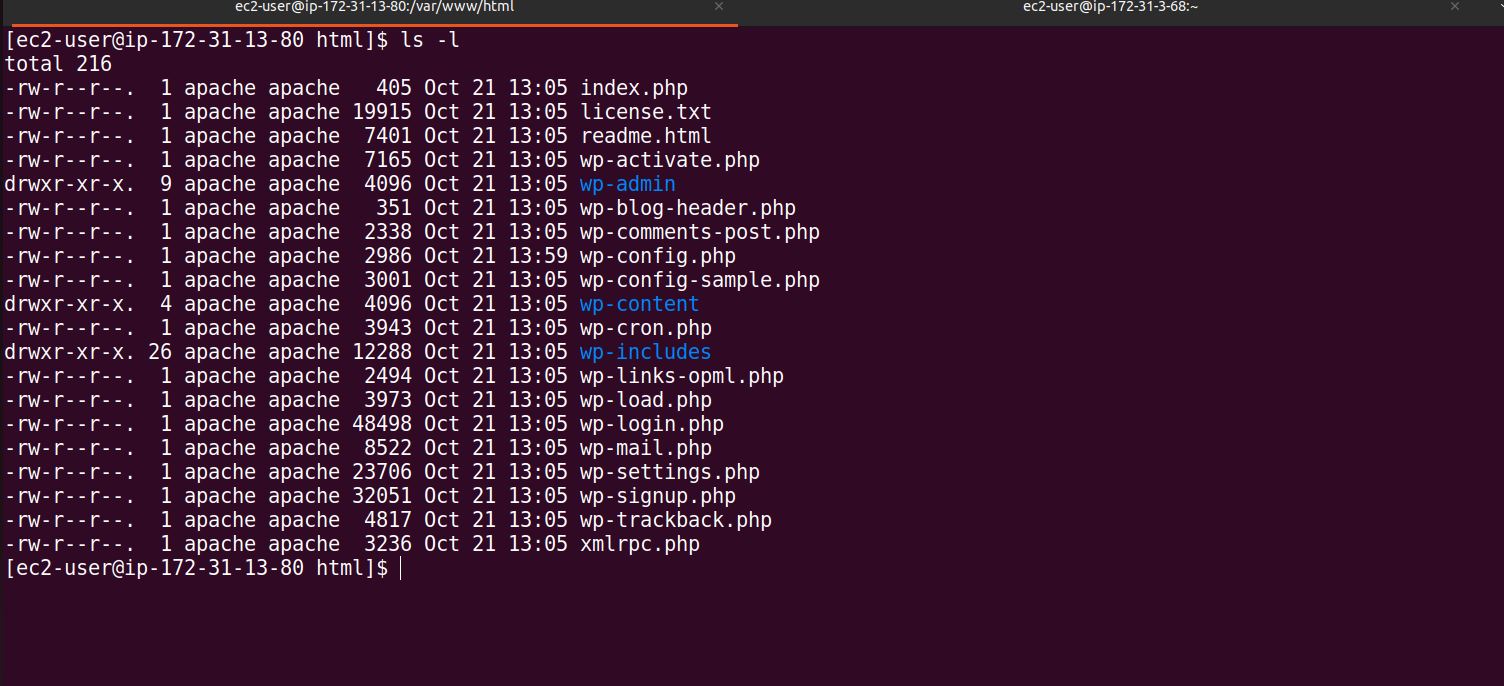 ec2-user@ip-172-31-13-80:/var/www/html × ec2-user@ip-172-31-3-68:~ ×
[ec2-user@ip-172-31-13-80 html]$ ls -l
total 216
-rw-r--r--.  1 apache apache   405 Oct 21 13:05 index.php
-rw-r--r--.  1 apache apache 19915 Oct 21 13:05 license.txt
-rw-r--r--.  1 apache apache  7401 Oct 21 13:05 readme.html
-rw-r--r--.  1 apache apache  7165 Oct 21 13:05 wp-activate.php
drwxr-xr-x.  9 apache apache  4096 Oct 21 13:05 wp-admin
-rw-r--r--.  1 apache apache   351 Oct 21 13:05 wp-blog-header.php
-rw-r--r--.  1 apache apache  2338 Oct 21 13:05 wp-comments-post.php
-rw-r--r--.  1 apache apache  2986 Oct 21 13:59 wp-config.php
-rw-r--r--.  1 apache apache  3001 Oct 21 13:05 wp-config-sample.php
drwxr-xr-x.  4 apache apache  4096 Oct 21 13:05 wp-content
-rw-r--r--.  1 apache apache  3943 Oct 21 13:05 wp-cron.php
drwxr-xr-x. 26 apache apache 12288 Oct 21 13:05 wp-includes
-rw-r--r--.  1 apache apache  2494 Oct 21 13:05 wp-links-opml.php
-rw-r--r--.  1 apache apache  3973 Oct 21 13:05 wp-load.php
-rw-r--r--.  1 apache apache 48498 Oct 21 13:05 wp-login.php
-rw-r--r--.  1 apache apache  8522 Oct 21 13:05 wp-mail.php
-rw-r--r--.  1 apache apache 23706 Oct 21 13:05 wp-settings.php
-rw-r--r--.  1 apache apache 32051 Oct 21 13:05 wp-signup.php
-rw-r--r--.  1 apache apache  4817 Oct 21 13:05 wp-trackback.php
-rw-r--r--.  1 apache apache  3236 Oct 21 13:05 xmlrpc.php
[ec2-user@ip-172-31-13-80 html]$